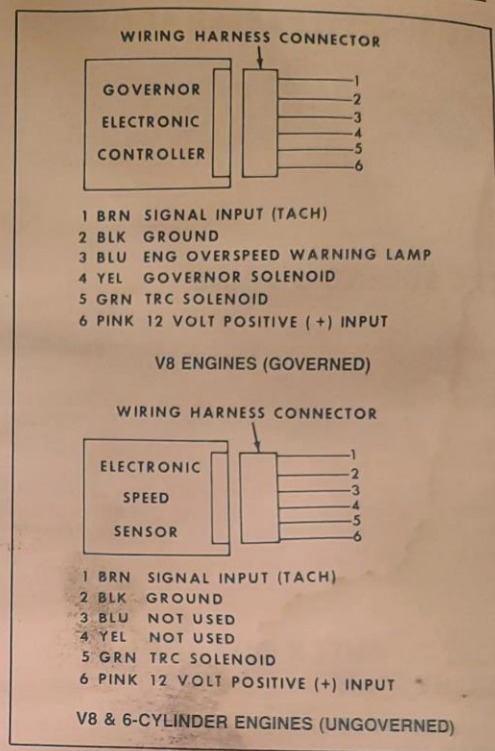 WIRING HARNESS CONNECTOR
GOVERNOR
ELECTRONIC
CONTROLLER
1
2
3
4
5
6
1 BRN SIGNAL INPUT (TACH)
2 BLK GROUND
3 BLU ENG OVERSPEED WARNING LAMP
4 YEL GOVERNOR SOLENOID
5 GRN TRC SOLENOID
6 PINK 12 VOLT POSITIVE (+) INPUT
V8 ENGINES (GOVERNED)
WIRING HARNESS CONNECTOR
ELECTRONIC
SPEED
SENSOR
1
2
3
4
5
6
1 BRN SIGNAL INPUT (TACH)
2 BLK GROUND
3 BLU NOT USED
4 YEL NOT USED
5 GRN TRC SOLENOID
6 PINK 12 VOLT POSITIVE (+) INPUT
V8 & 6-CYLINDER ENGINES (UNGOVERNED)